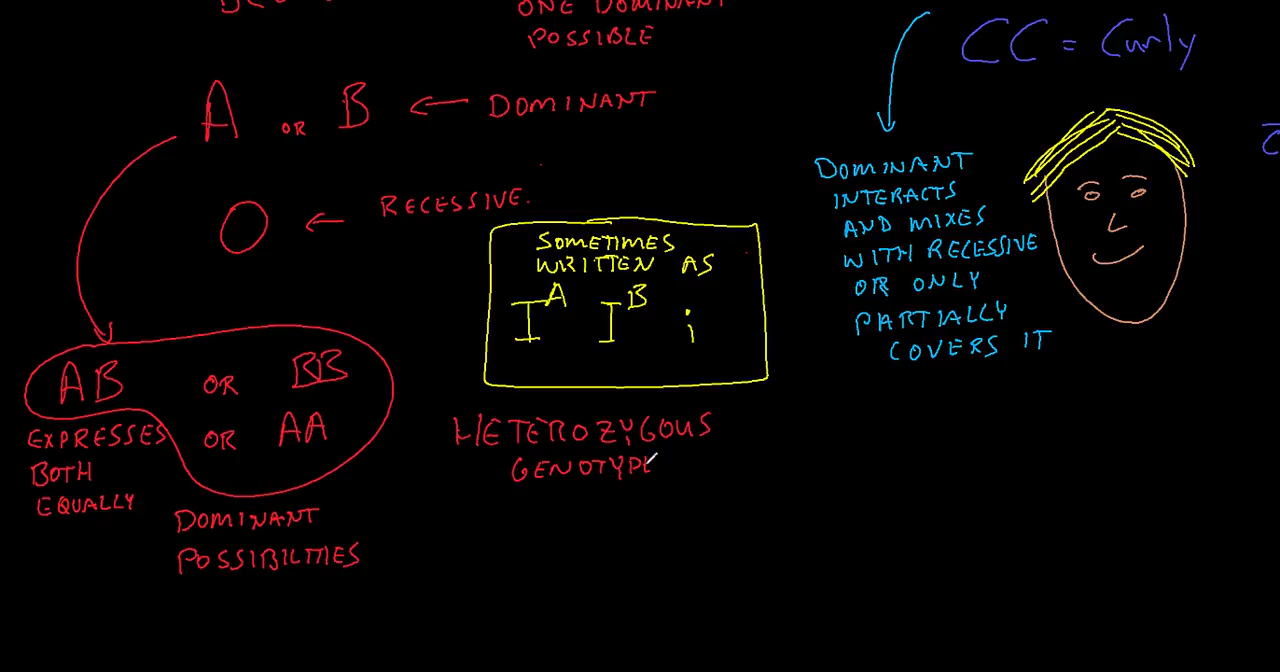 ONE DOMINANT
POSSIBLE
A OR B ← DOMINANT
O ← RECESSIVE.
SOMETIMES
WRITTEN AS
I^A I^B i
AB OR BB
OR AA
EXPRESSES
BOTH
EQUALLY
DOMINANT
POSSIBILTIES
HETEROZYGOUS
GENOTYPE
CC = Curly
DOMINANT
INTERACTS
AND MIXES
WITH RECESSIVE
OR ONLY
PARTIALLY
COVERS IT